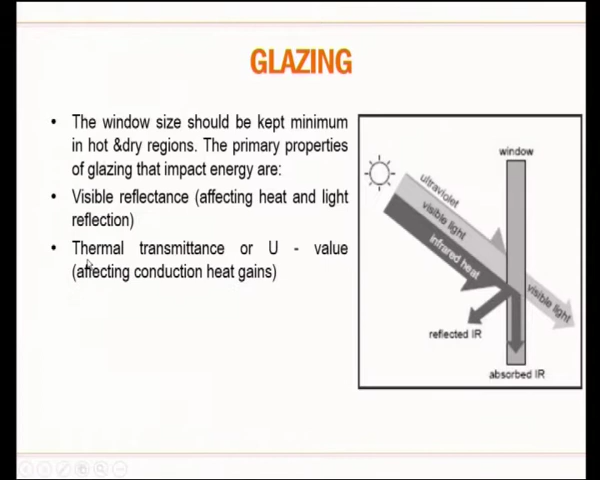 GLAZING
• The window size should be kept minimum
in hot &dry regions. The primary properties
of glazing that impact energy are:
• Visible reflectance (affecting heat and light
reflection)
• Thermal transmittance or U - value
(affecting conduction heat gains)
window
ultraviolet
visible light
infrared heat
visible light
reflected IR
absorbed IR